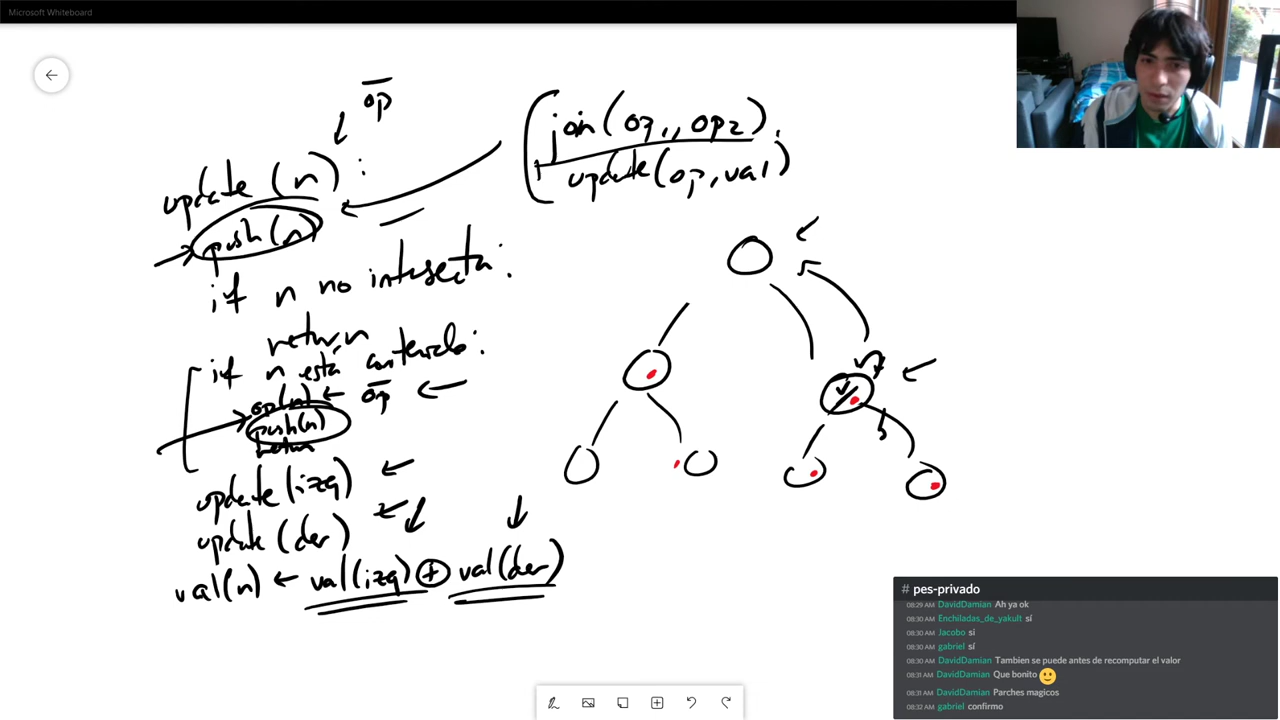 Microsoft Whiteboard
op
update (n) :
push(n)
if n no intersecta :
return
if n está contenido :
op(n) ← op
push(n)
return
update (izq)
update (der)
val(n) ← val(izq) + val(der)
join(op1, op2),
update(op, val)
# pes-privado
08:29 AM DavidDamian Ah ya ok
08:30 AM Enchiladas_de_yakult sí
08:30 AM Jacobo si
08:30 AM gabriel sí
08:30 AM DavidDamian Tambien se puede antes de recomputar el valor
08:31 AM DavidDamian Que bonito 🙂
08:31 AM DavidDamian Parches magicos
08:32 AM gabriel confirmo